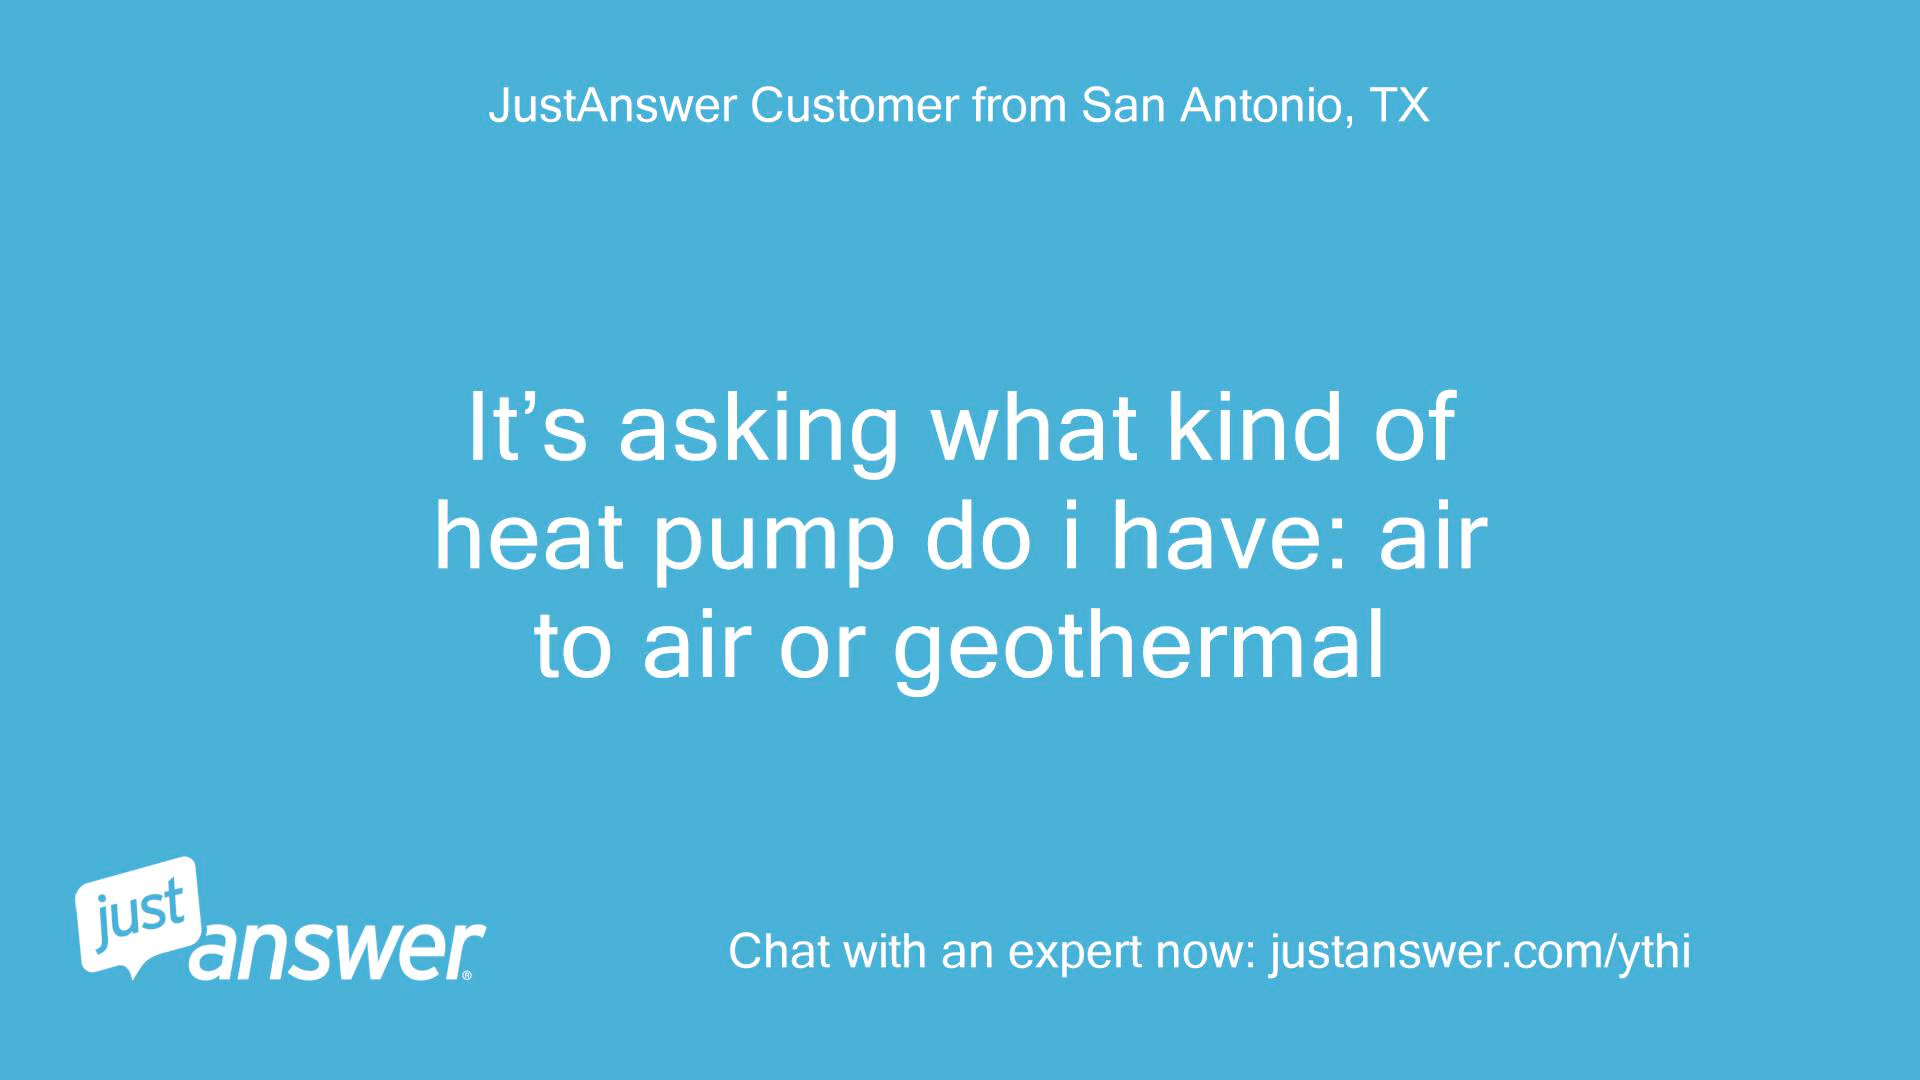 JustAnswer Customer from San Antonio, TX
It’s asking what kind of
heat pump do i have: air
to air or geothermal
just
answer®
Chat with an expert now: justanswer.com/ythi